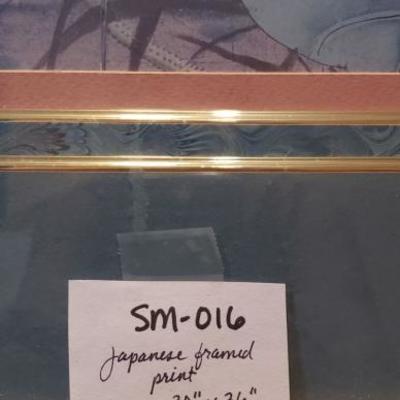 SM-016
Japanese framed
print